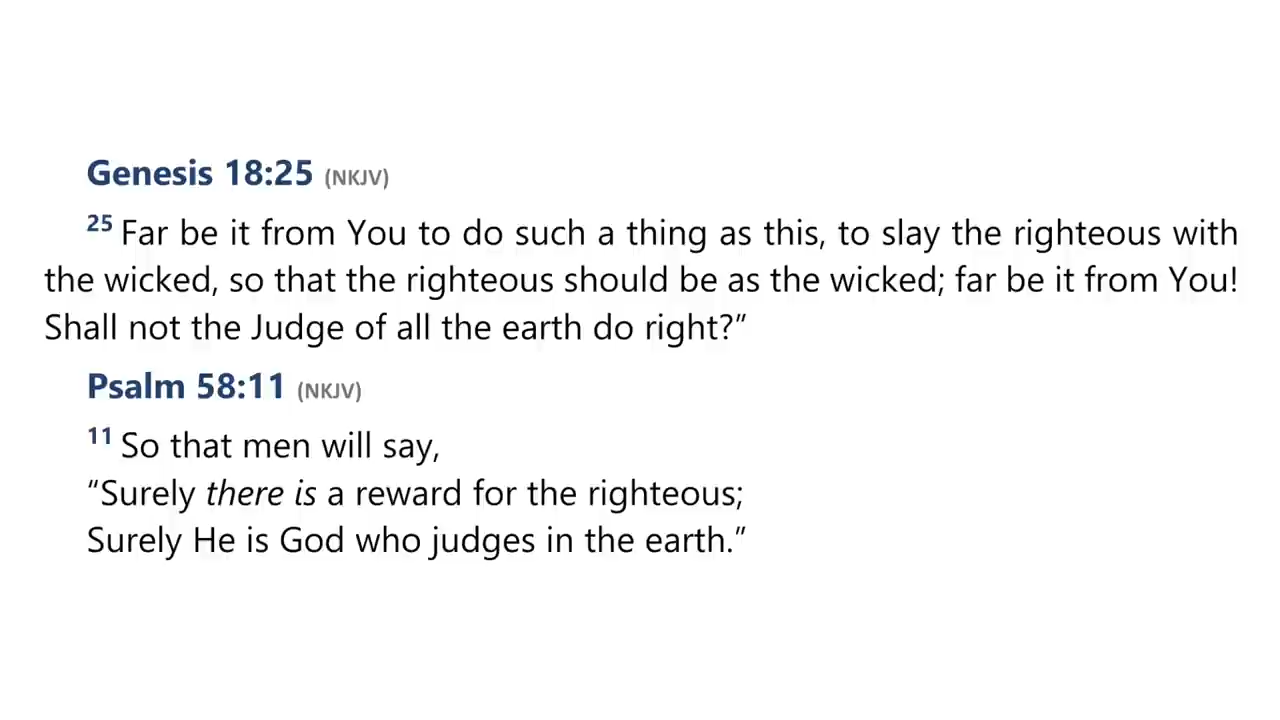 Genesis 18:25 (NKJV)
25 Far be it from You to do such a thing as this, to slay the righteous with
the wicked, so that the righteous should be as the wicked; far be it from You!
Shall not the Judge of all the earth do right?”
Psalm 58:11 (NKJV)
11 So that men will say,
“Surely there is a reward for the righteous;
Surely He is God who judges in the earth.”